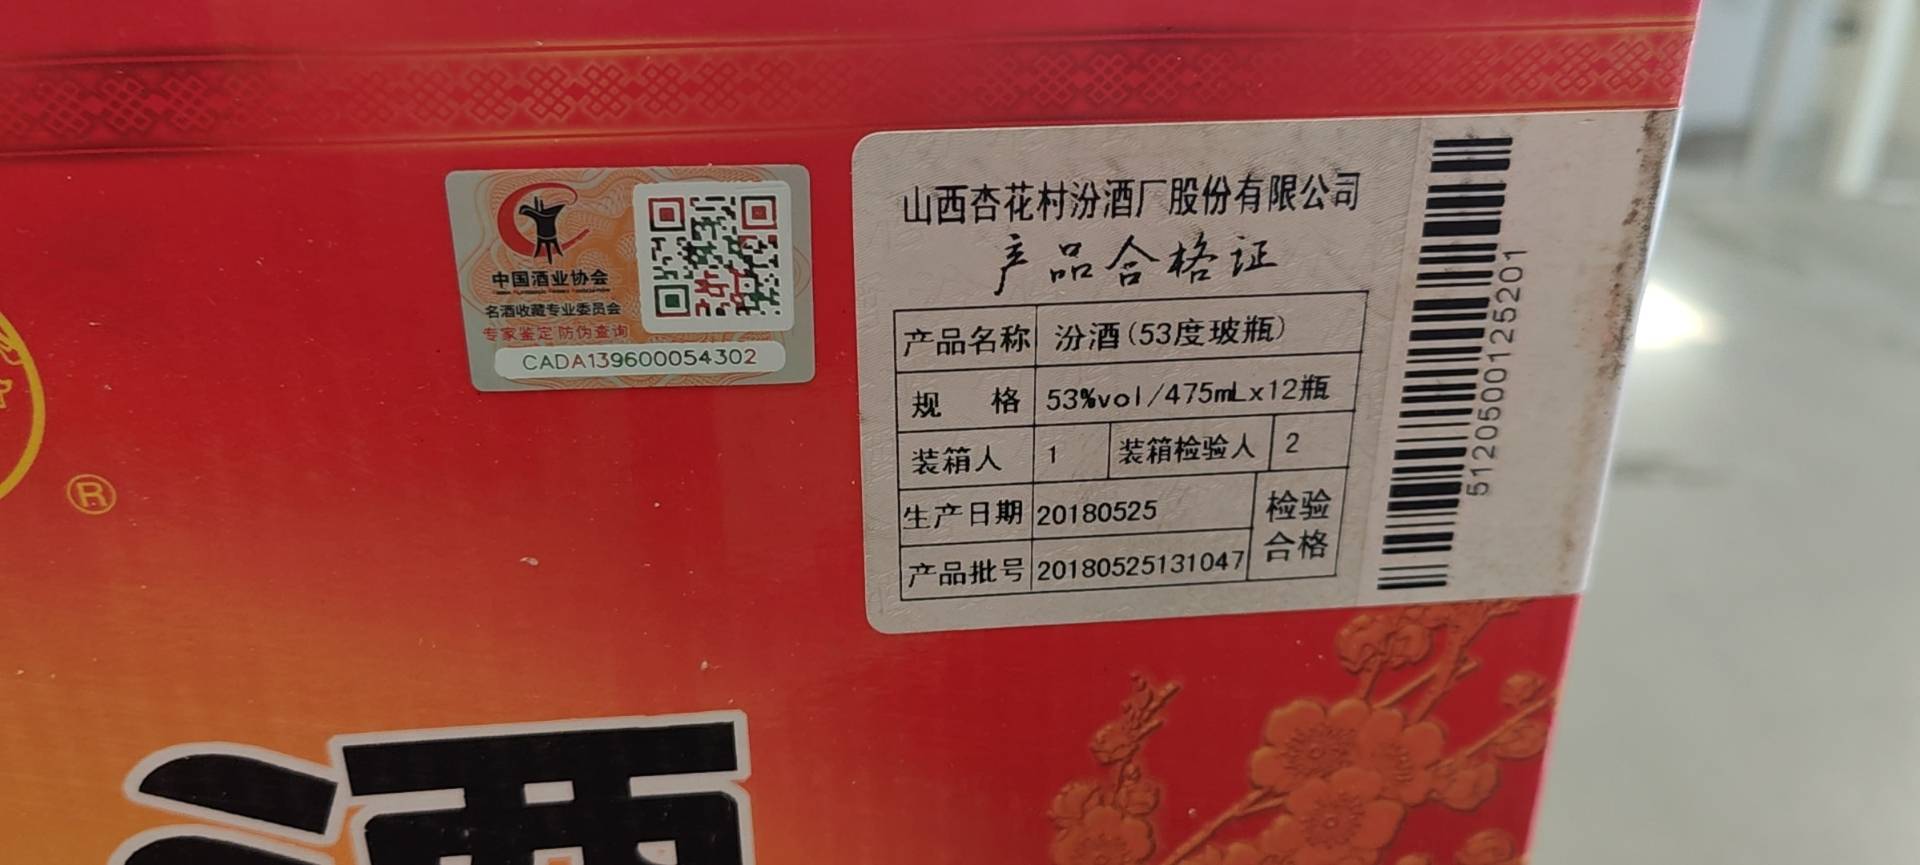 中国酒业协会
名酒收藏专业委员会
专家鉴定 防伪查询
CADA139600054302
山西杏花村汾酒厂股份有限公司
产品合格证
产品名称 汾酒(53度玻瓶)
规 格 53%vol/475mLx12瓶
装箱人 1 装箱检验人 2
生产日期 20180525 检验
产品批号 20180525131047 合格
5120500125201
®
酒